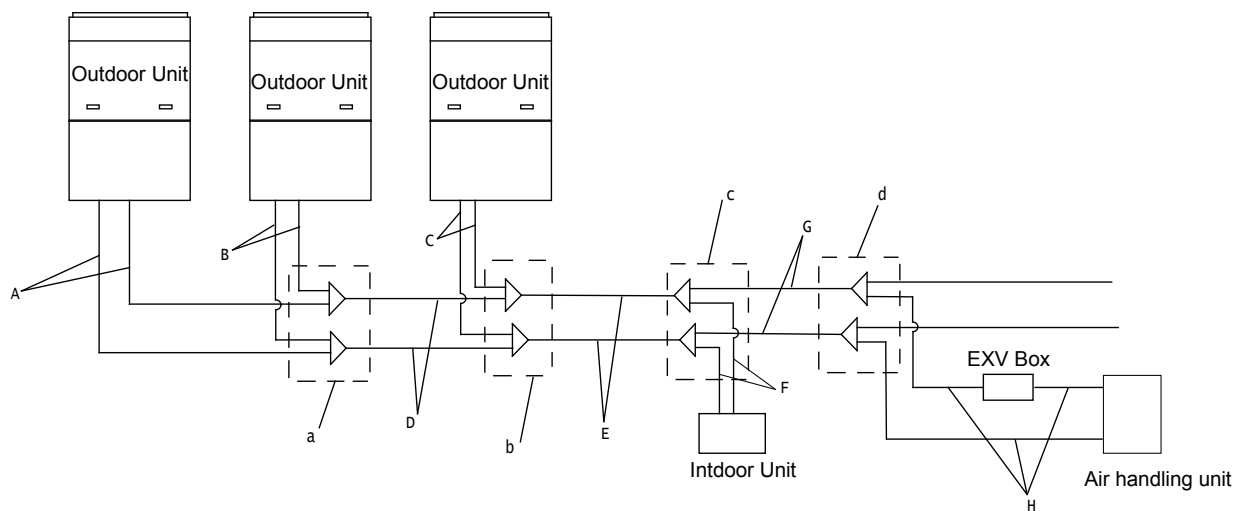 Outdoor Unit
Outdoor Unit
Outdoor Unit
c
d
B
C
G
A
EXV Box
F
a
D
b
E
Intdoor Unit
Air handling unit
H